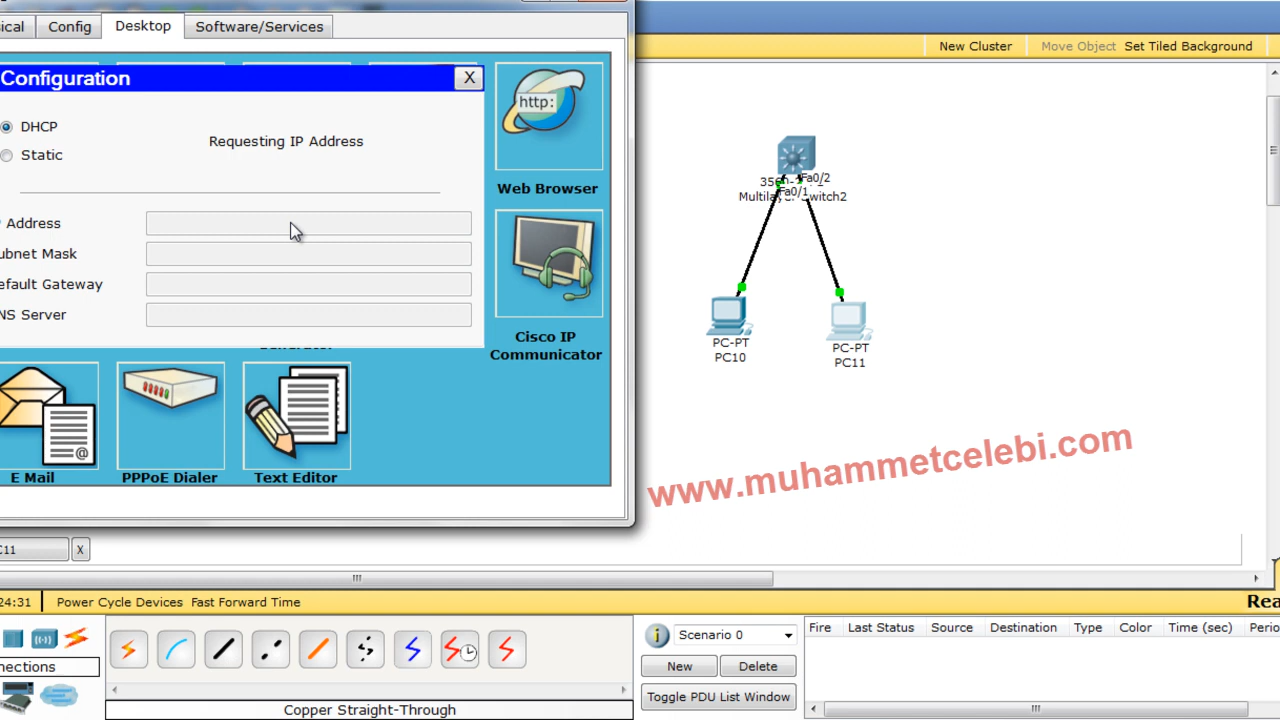 sical
Config
Desktop
Software/Services
New Cluster
Move Object
Set Tiled Background
Configuration
X
DHCP
Static
Requesting IP Address
Address
ubnet Mask
efault Gateway
NS Server
http:
Web Browser
Cisco IP
Communicator
E Mail
PPPoE Dialer
Text Editor
Fa0/2
Fa0/1
Multilayer Switch2
PC-PT
PC10
PC-PT
PC11
www.muhammetcelebi.com
C11
X
24:31
Power Cycle Devices
Fast Forward Time
Rea
nections
Copper Straight-Through
Scenario 0
New
Delete
Toggle PDU List Window
Fire
Last Status
Source
Destination
Type
Color
Time (sec)
Perio